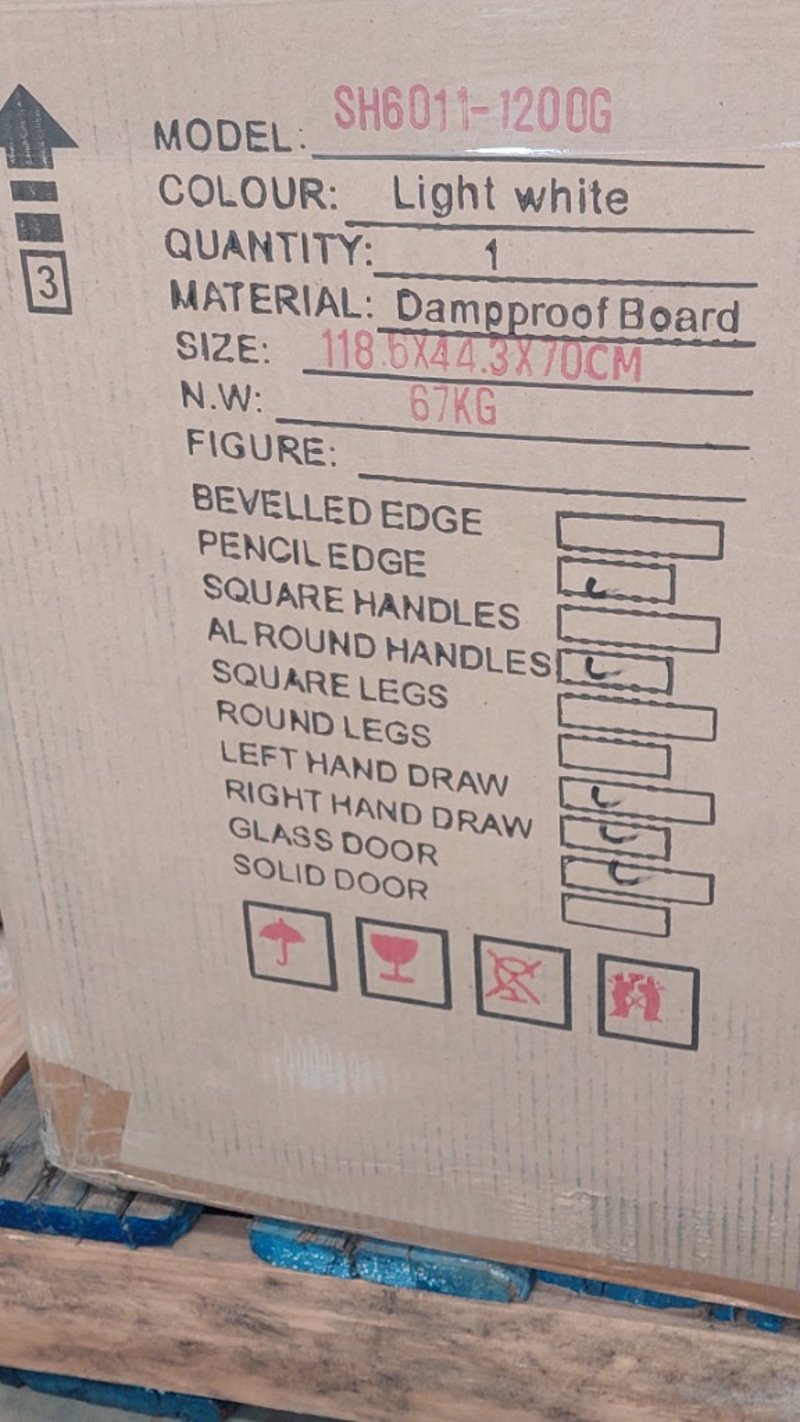 MODEL: SH6011-1200G
COLOUR: Light white
QUANTITY: 1
MATERIAL: Dampproof Board
SIZE: 118.6X44.3X70CM
N.W: 67KG
FIGURE:
BEVELLED EDGE
PENCIL EDGE
SQUARE HANDLES
AL ROUND HANDLES
SQUARE LEGS
ROUND LEGS
LEFT HAND DRAW
RIGHT HAND DRAW
GLASS DOOR
SOLID DOOR
3